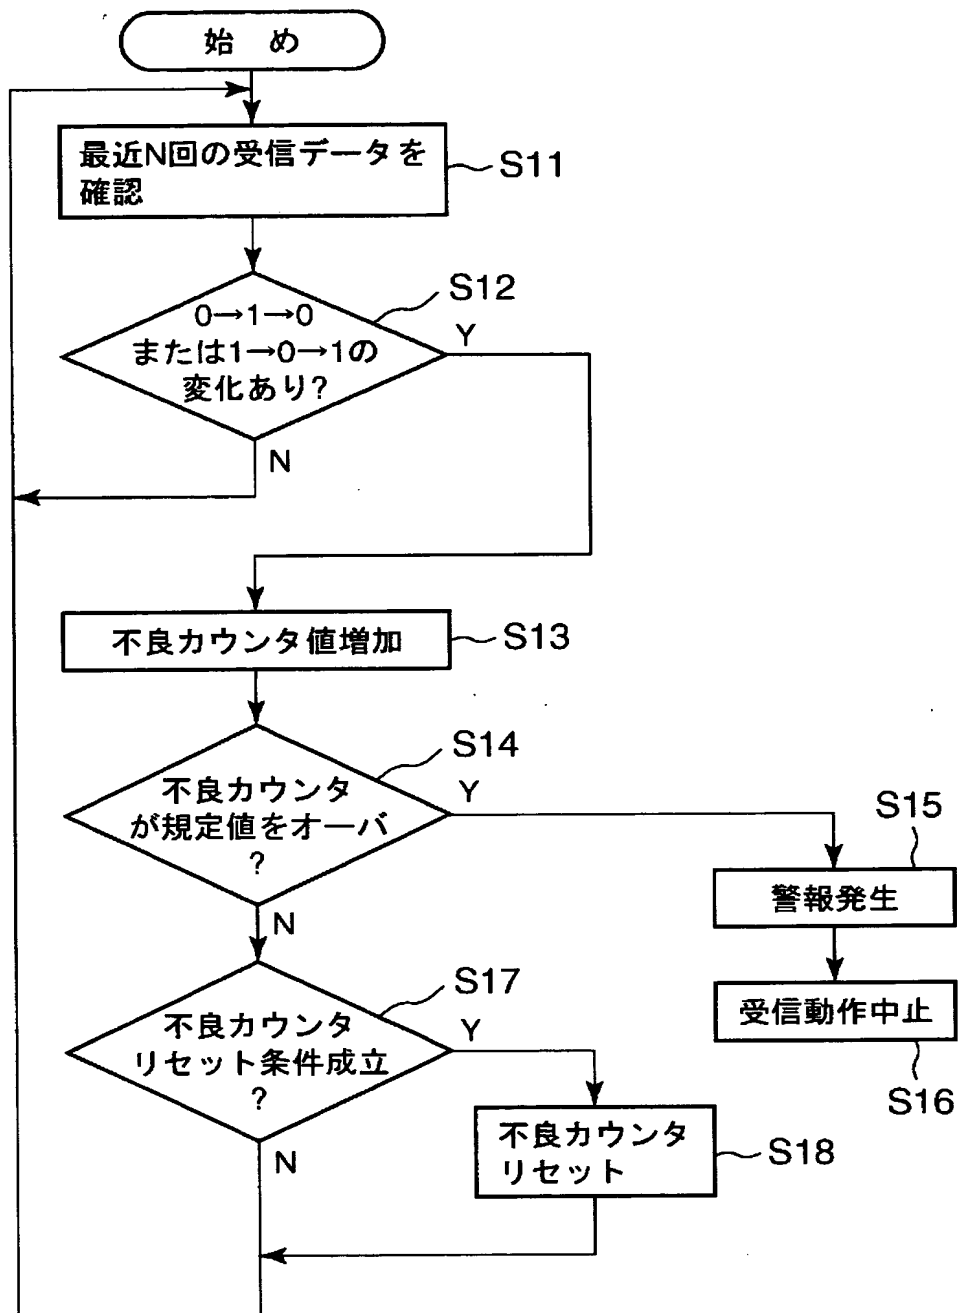 始 め
最近N回の受信データを
確認
S11
S12
0→1→0
または1→0→1の
変化あり?
Y
N
不良カウンタ値増加
S13
S14
不良カウンタ
が規定値をオーバ
?
Y
N
S15
警報発生
受信動作中止
S16
S17
不良カウンタ
リセット条件成立
?
Y
N
不良カウンタ
リセット
S18